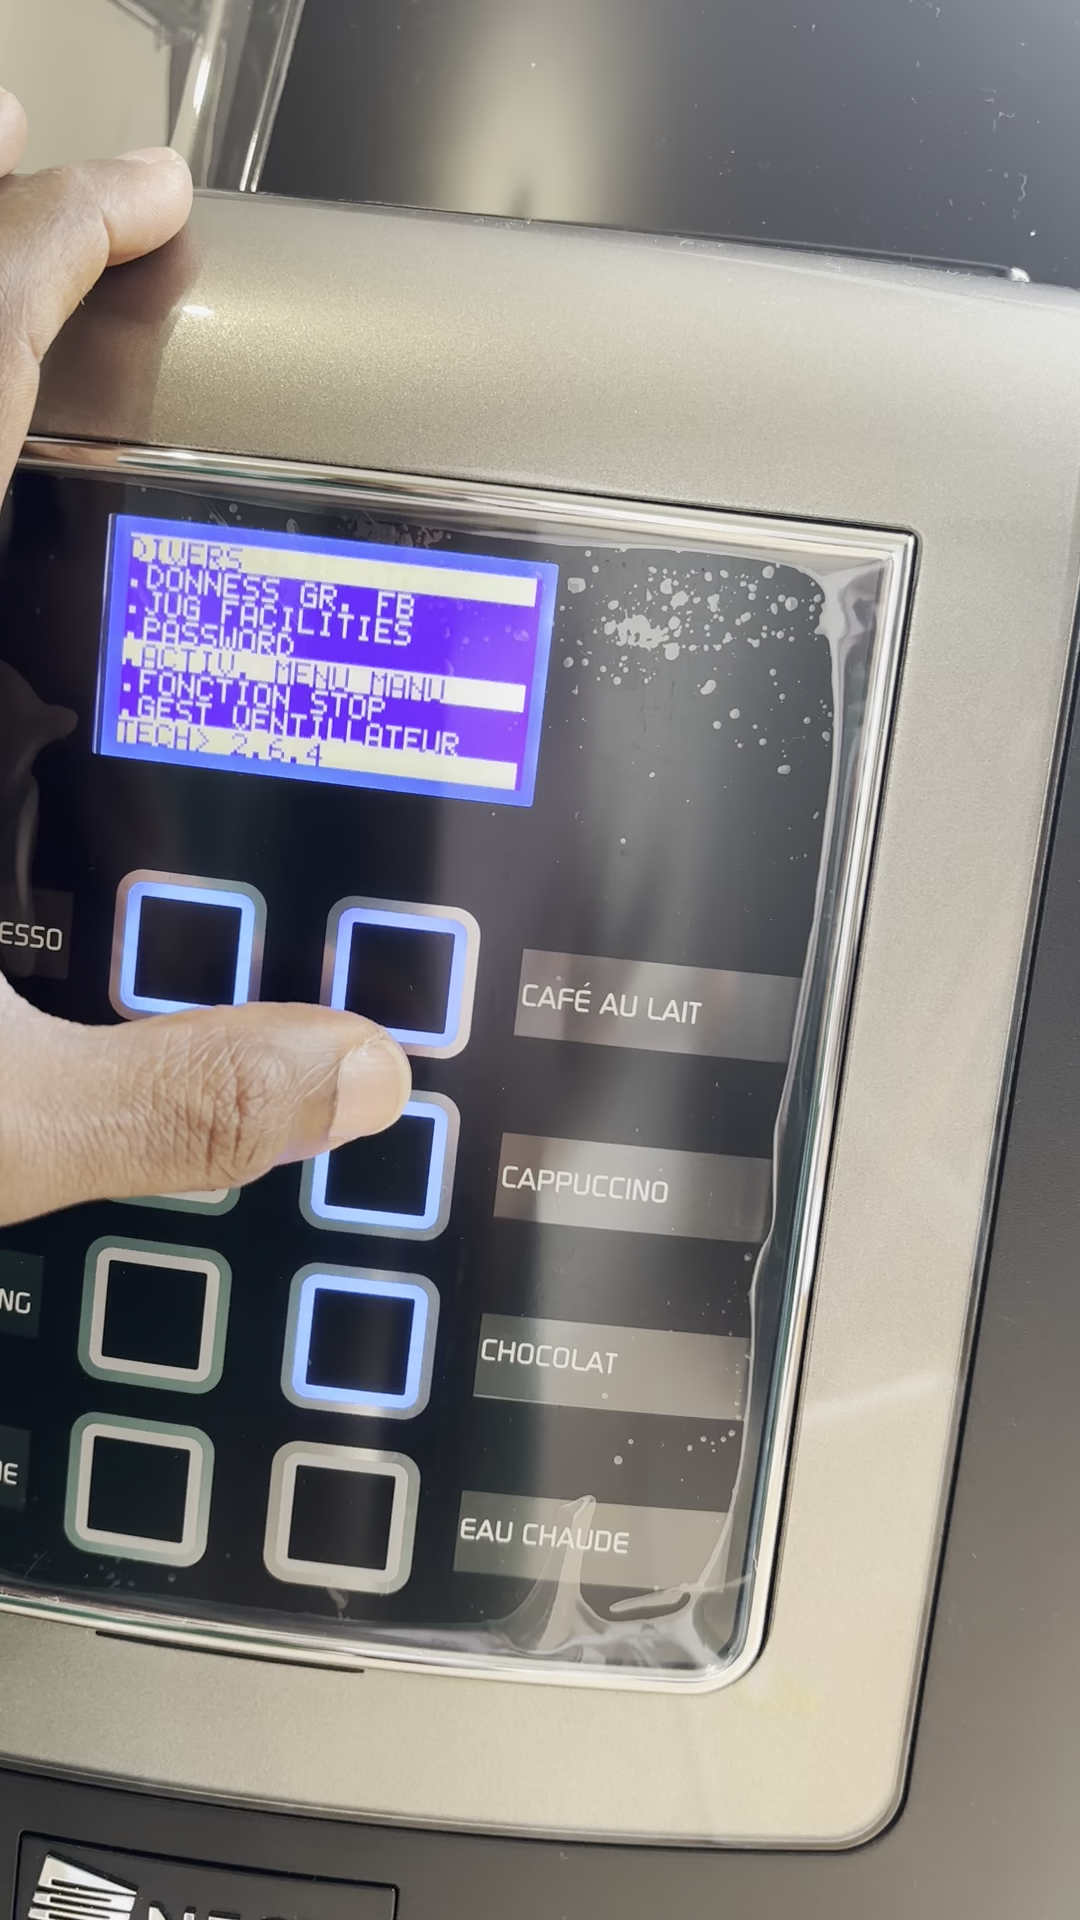 DIVERS
.DONNESS GR. FB
.JUG FACILITIES
.PASSWORD
.ACTIV. MENU MANU
.FONCTION STOP
.GEST VENTILLATEUR
TECH> 2.6.4
ESSO
CAFÉ AU LAIT
CAPPUCCINO
NG
CHOCOLAT
EAU CHAUDE